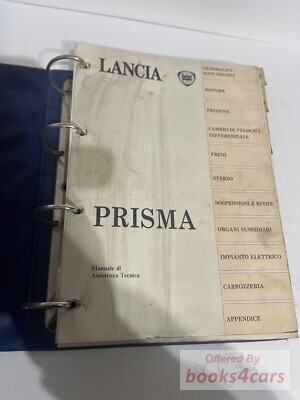 LANCIA
PRISMA
Manuale di
Assistenza Tecnica
GENERALITÀ
DATI TECNICI
MOTORE
FRIZIONE
CAMBIO DI VELOCITÀ
DIFFERENZIALE
FRENI
STERZO
SOSPENSIONI E RUOTE
ORGANI SUSSIDIARI
IMPIANTO ELETTRICO
CARROZZERIA
APPENDICE
Offered By
books4cars